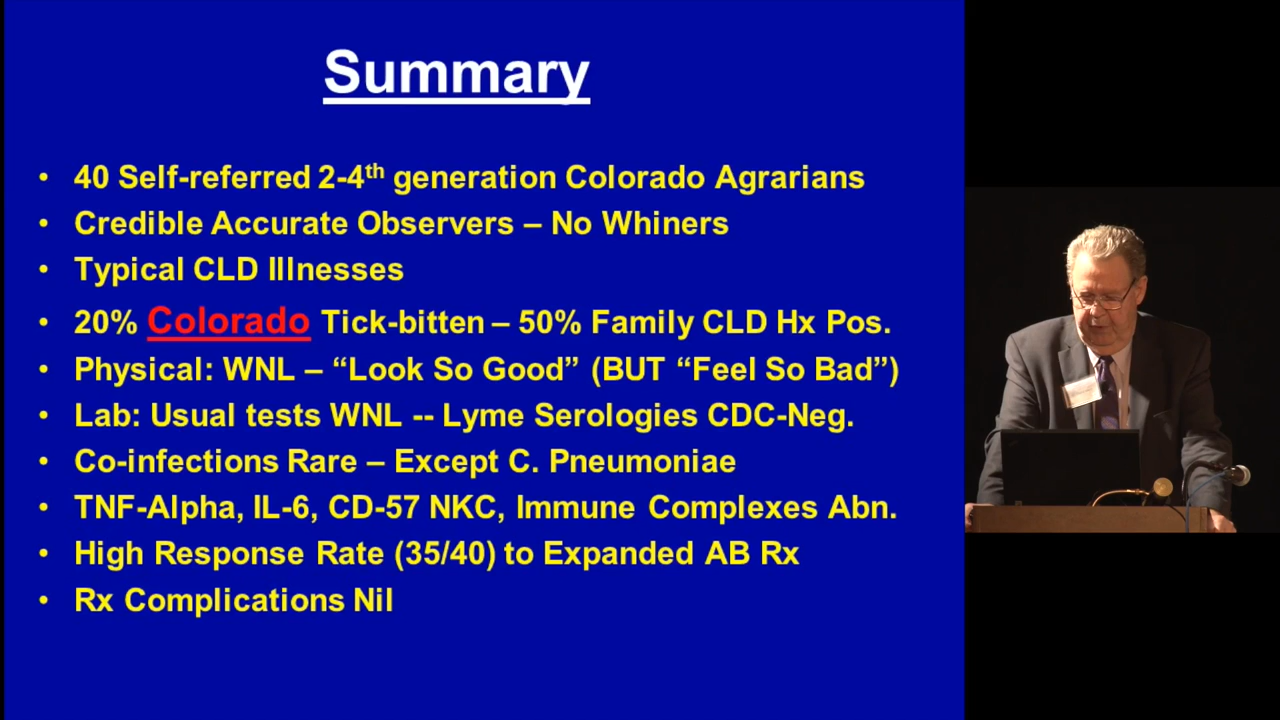 Summary
• 40 Self-referred 2-4th generation Colorado Agrarians
• Credible Accurate Observers – No Whiners
• Typical CLD Illnesses
• 20% Colorado Tick-bitten – 50% Family CLD Hx Pos.
• Physical: WNL – “Look So Good” (BUT “Feel So Bad”)
• Lab: Usual tests WNL -- Lyme Serologies CDC-Neg.
• Co-infections Rare – Except C. Pneumoniae
• TNF-Alpha, IL-6, CD-57 NKC, Immune Complexes Abn.
• High Response Rate (35/40) to Expanded AB Rx
• Rx Complications Nil